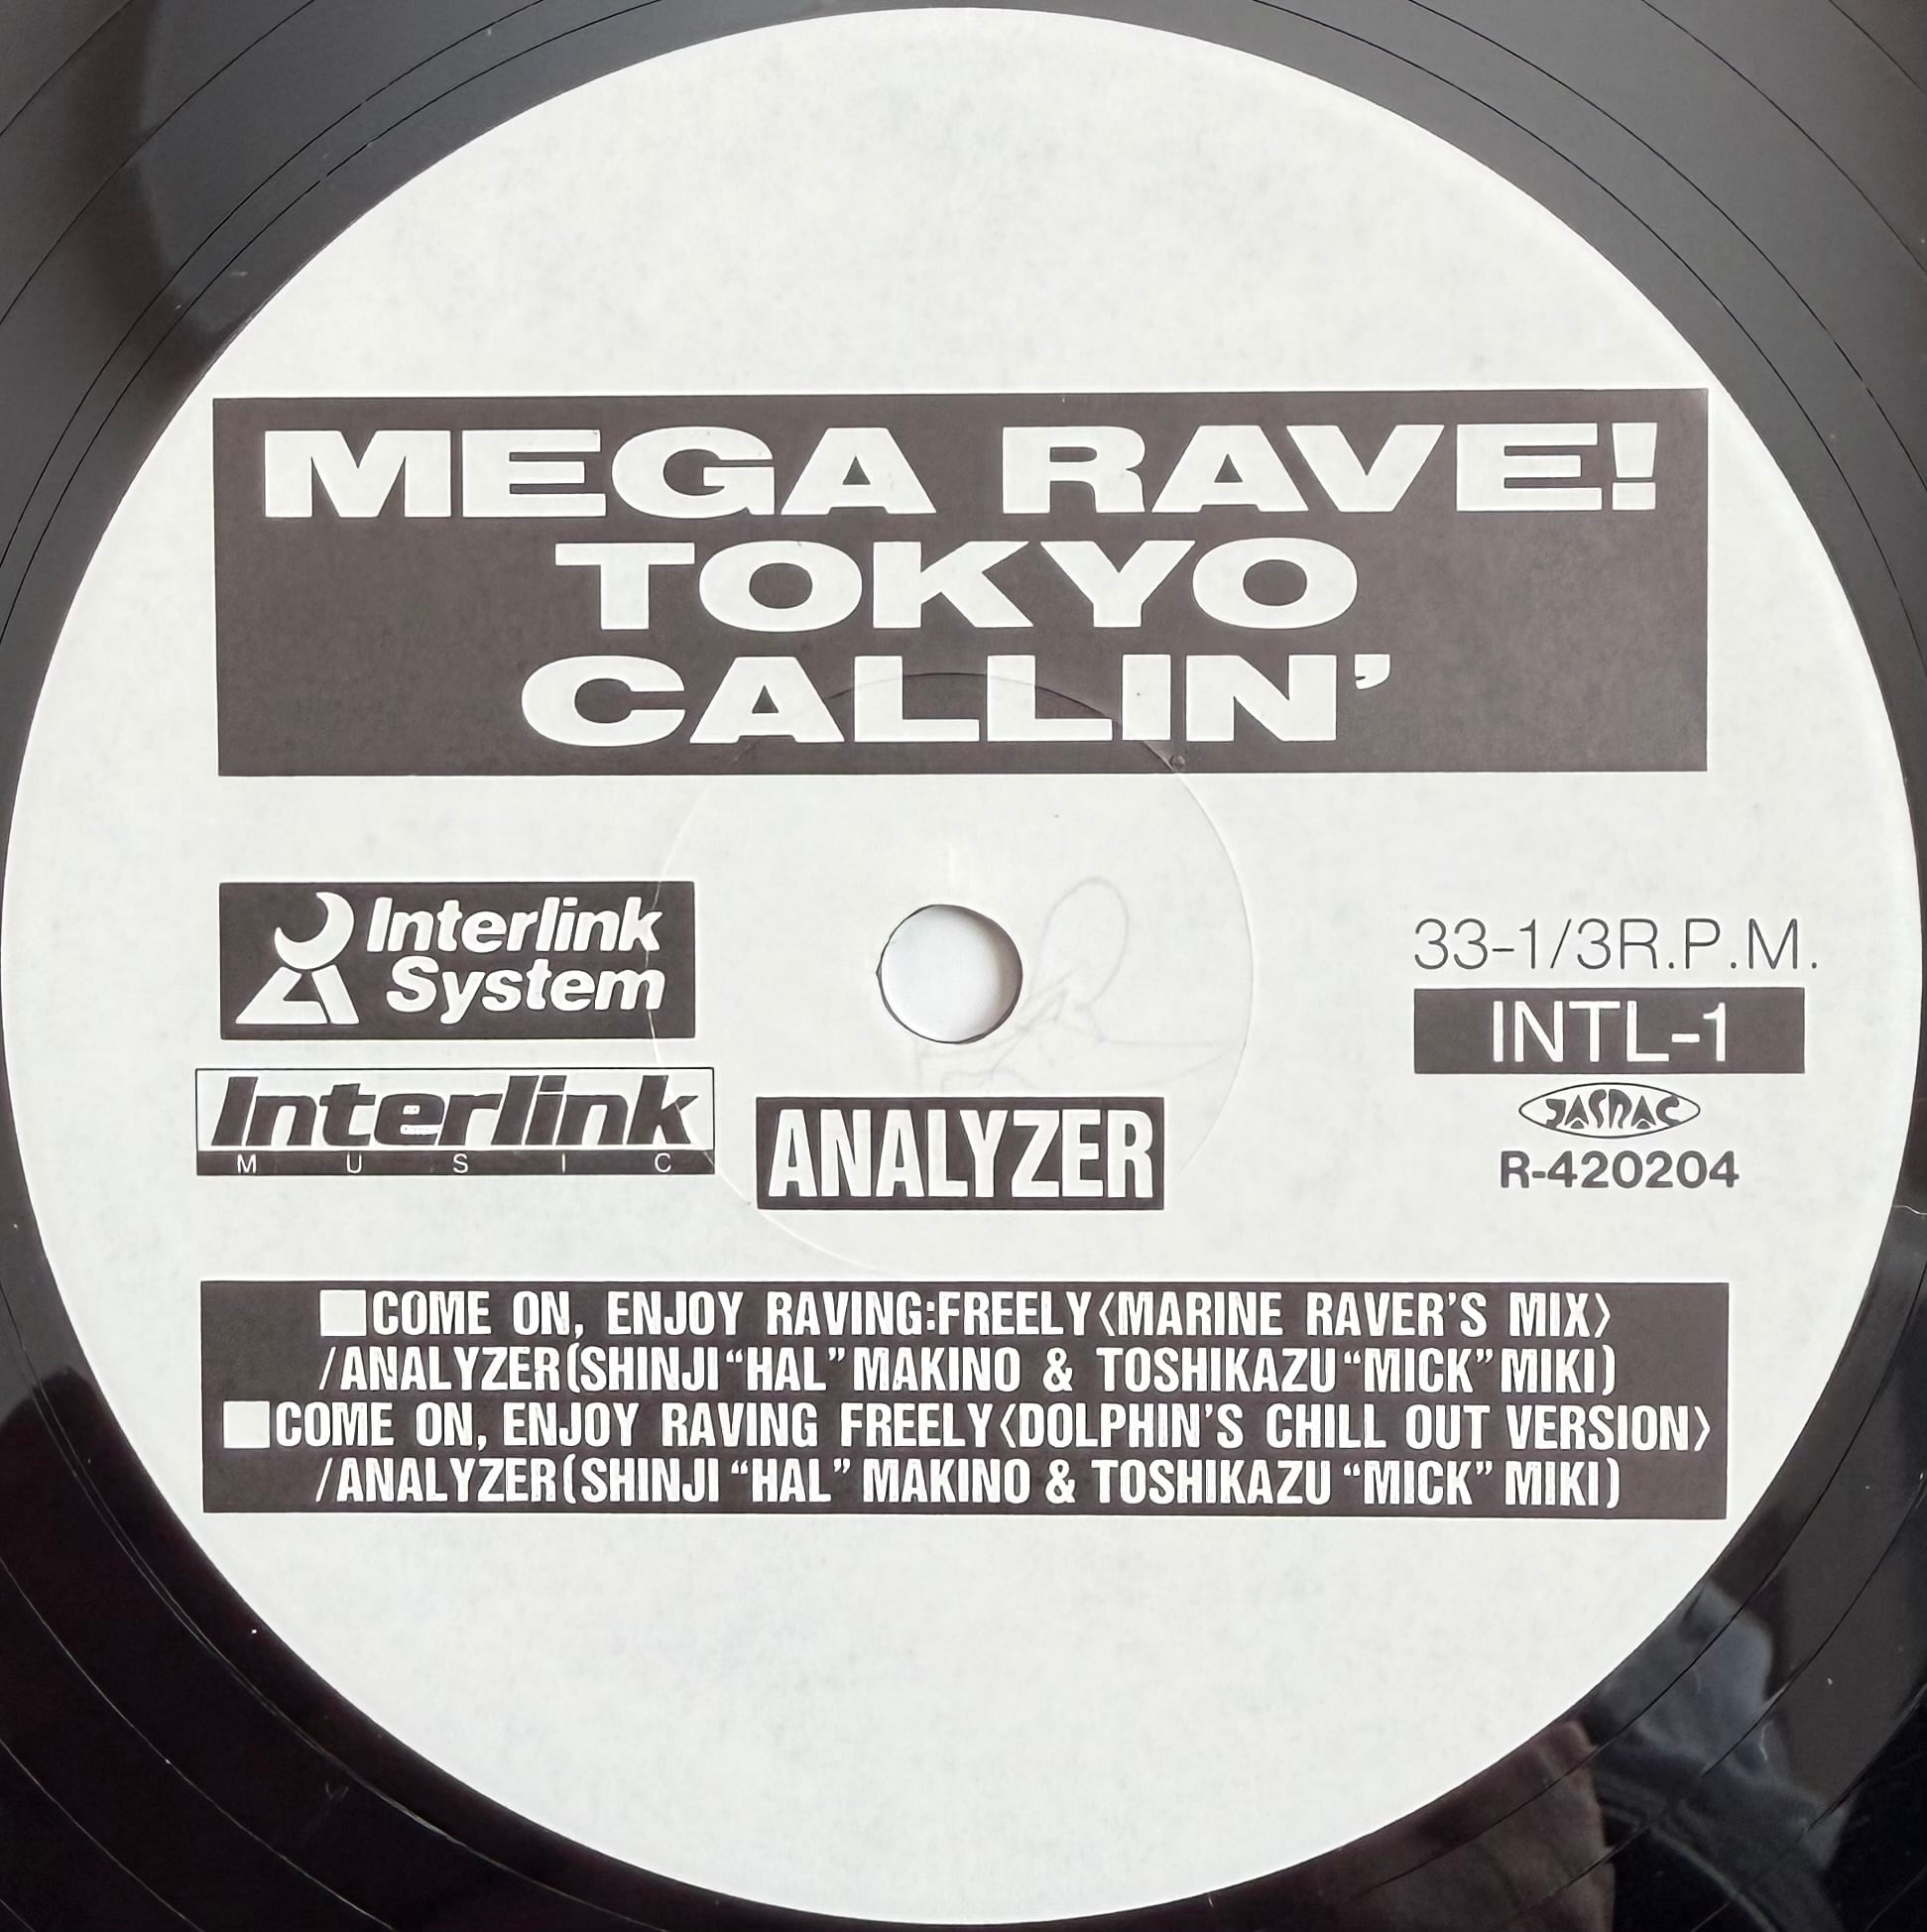 MEGA RAVE!
TOKYO
CALLIN’
Interlink
System
Interlink
MUSIC
ANALYZER
33-1/3R.P.M.
INTL-1
JASRAC
R-420204
COME ON, ENJOY RAVING:FREELY〈MARINE RAVER’S MIX〉
/ANALYZER(SHINJI “HAL” MAKINO & TOSHIKAZU “MICK” MIKI)
COME ON, ENJOY RAVING FREELY〈DOLPHIN’S CHILL OUT VERSION〉
/ANALYZER(SHINJI “HAL” MAKINO & TOSHIKAZU “MICK” MIKI)